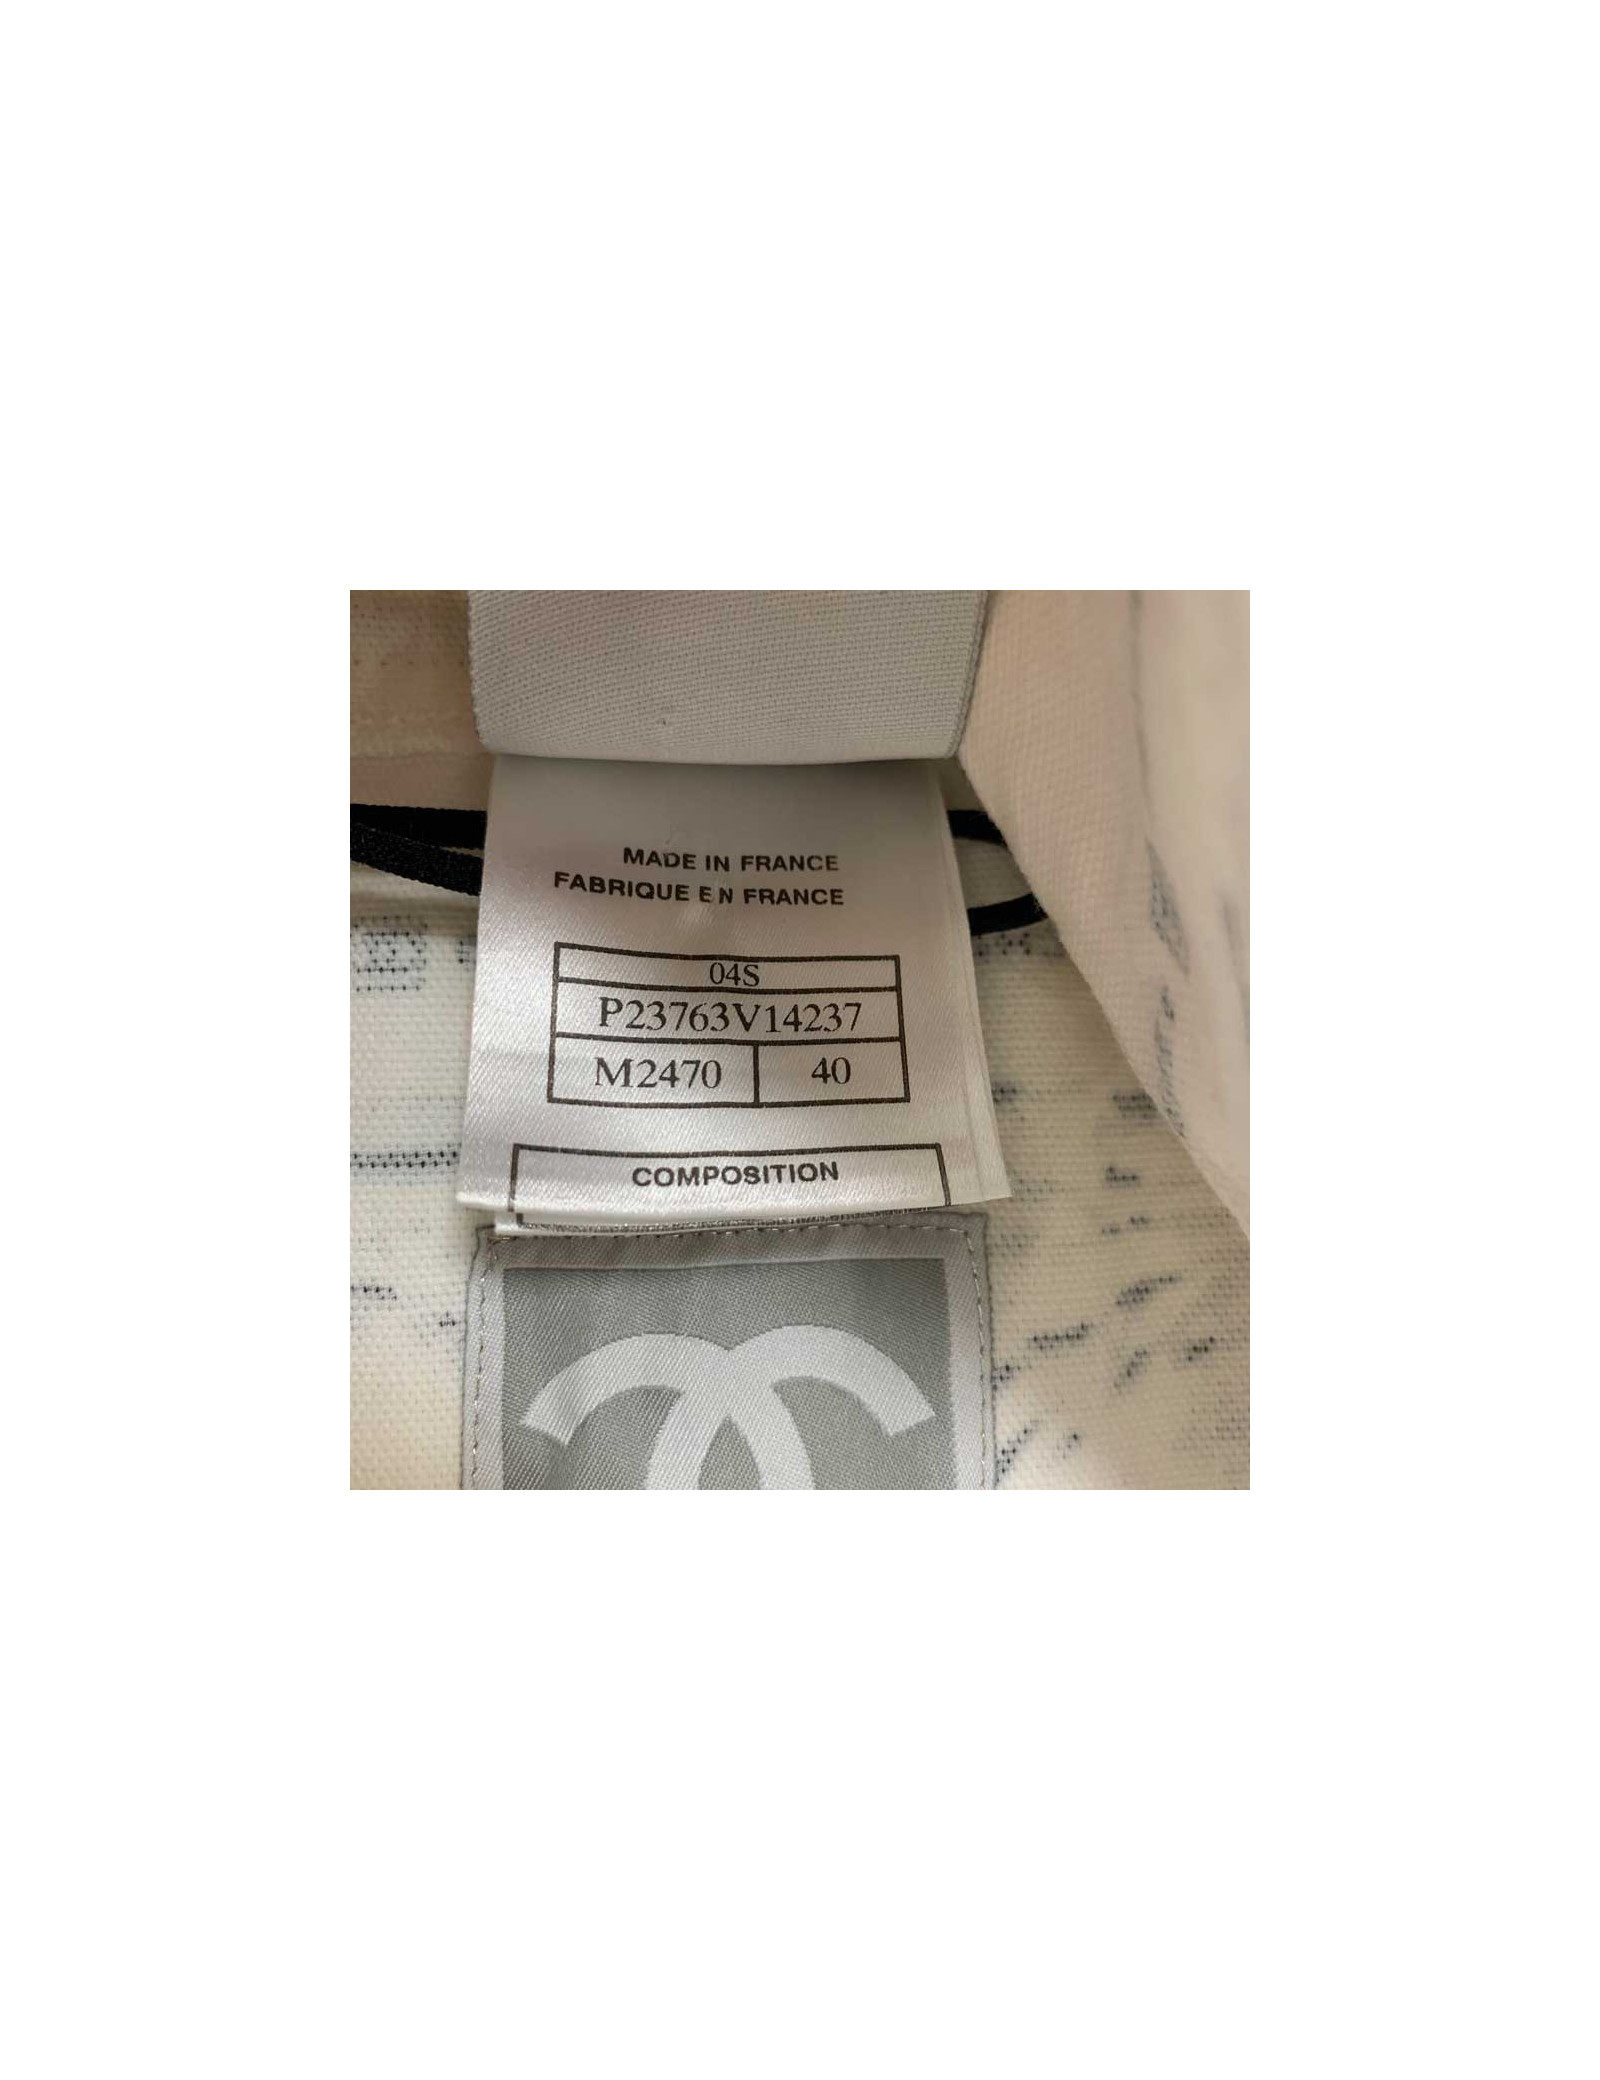 MADE IN FRANCE
FABRIQUE EN FRANCE
04S
P23763V14237
M2470 40
COMPOSITION